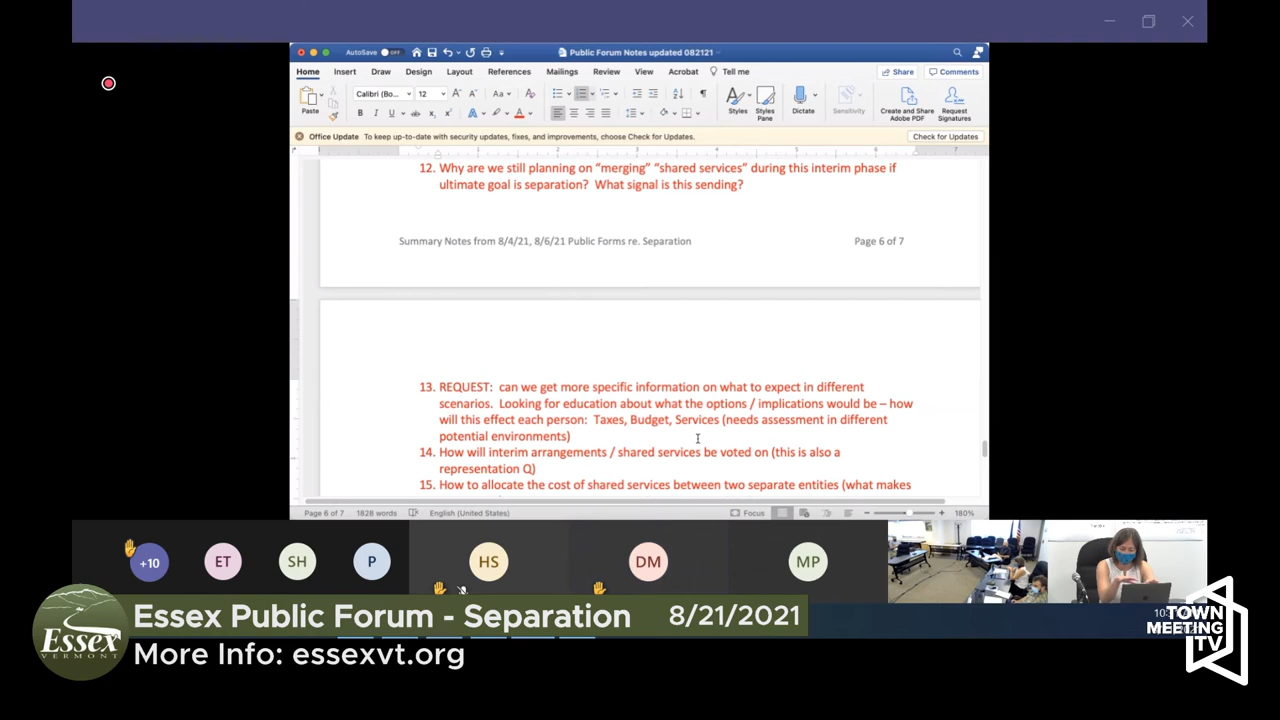 AutoSave OFF
Public Forum Notes updated 082121
Home Insert Draw Design Layout References Mailings Review View Acrobat Tell me
Share Comments
Paste
Calibri (Bo... 12
Styles
Styles Pane
Dictate
Sensitivity
Create and Share Adobe PDF
Request Signatures
Office Update To keep up-to-date with security updates, fixes, and improvements, choose Check for Updates.
Check for Updates
12. Why are we still planning on “merging” “shared services” during this interim phase if
ultimate goal is separation? What signal is this sending?
Summary Notes from 8/4/21, 8/6/21 Public Forms re. Separation
Page 6 of 7
13. REQUEST: can we get more specific information on what to expect in different
scenarios. Looking for education about what the options / implications would be – how
will this effect each person: Taxes, Budget, Services (needs assessment in different
potential environments)
14. How will interim arrangements / shared services be voted on (this is also a
representation Q)
15. How to allocate the cost of shared services between two separate entities (what makes
Page 6 of 7 1828 words English (United States) Focus 180%
+10 ET SH P HS DM MP
Essex Public Forum - Separation 8/21/2021
More Info: essexvt.org
Essex
VERMONT
TOWN
MEETING
TV